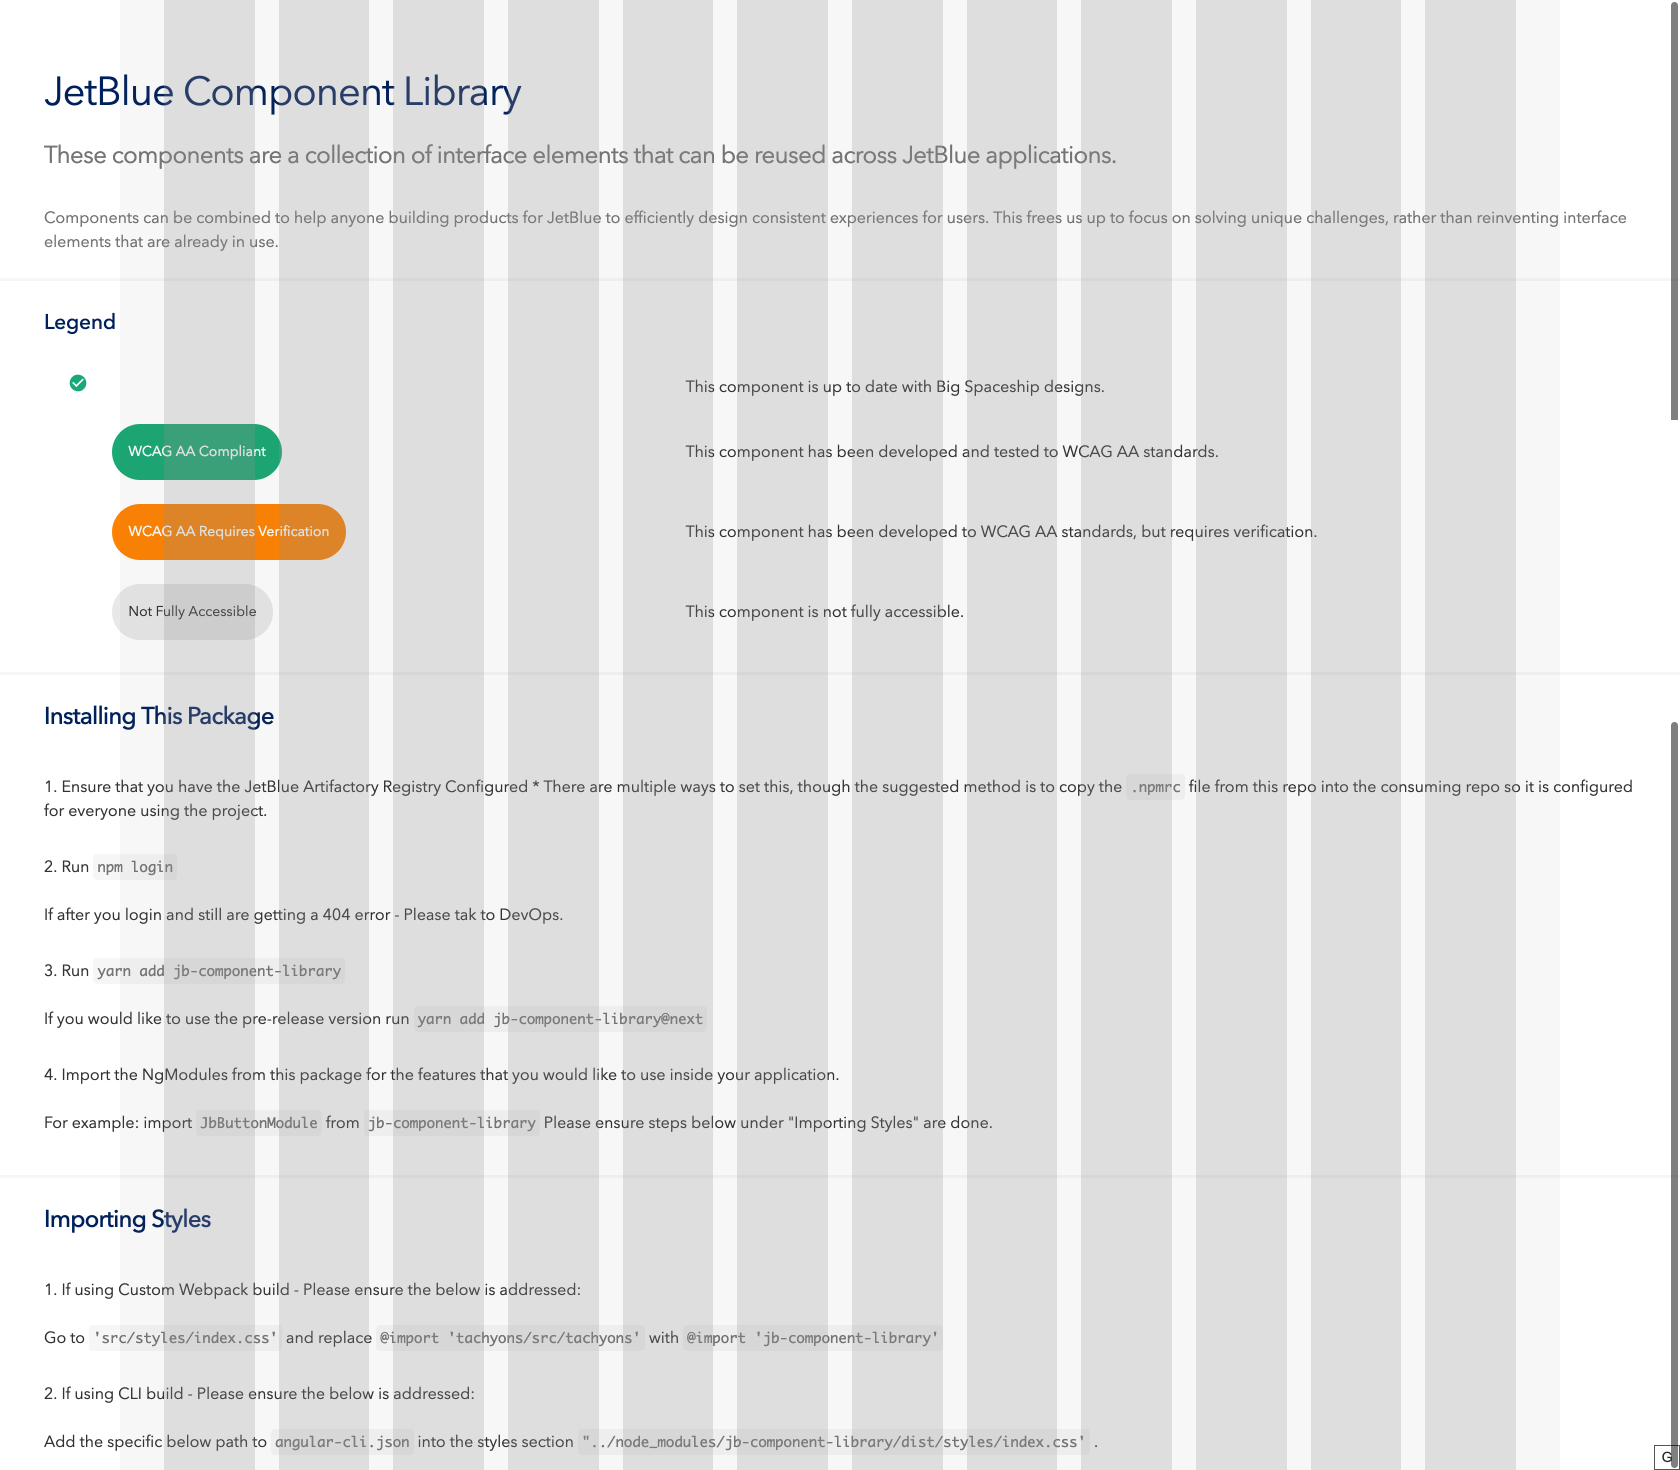 JetBlue Component Library
These components are a collection of interface elements that can be reused across JetBlue applications.
Components can be combined to help anyone building products for JetBlue to efficiently design consistent experiences for users. This frees us up to focus on solving unique challenges, rather than reinventing interface
elements that are already in use.
Legend
This component is up to date with Big Spaceship designs.
WCAG AA Compliant
This component has been developed and tested to WCAG AA standards.
WCAG AA Requires Verification
This component has been developed to WCAG AA standards, but requires verification.
Not Fully Accessible
This component is not fully accessible.
Installing This Package
1. Ensure that you have the JetBlue Artifactory Registry Configured * There are multiple ways to set this, though the suggested method is to copy the .npmrc file from this repo into the consuming repo so it is configured
for everyone using the project.
2. Run npm login
If after you login and still are getting a 404 error - Please tak to DevOps.
3. Run yarn add jb-component-library
If you would like to use the pre-release version run yarn add jb-component-library@next
4. Import the NgModules from this package for the features that you would like to use inside your application.
For example: import JbButtonModule from jb-component-library Please ensure steps below under "Importing Styles" are done.
Importing Styles
1. If using Custom Webpack build - Please ensure the below is addressed:
Go to 'src/styles/index.css' and replace @import 'tachyons/src/tachyons' with @import 'jb-component-library'
2. If using CLI build - Please ensure the below is addressed:
Add the specific below path to angular-cli.json into the styles section "../node_modules/jb-component-library/dist/styles/index.css' .
G